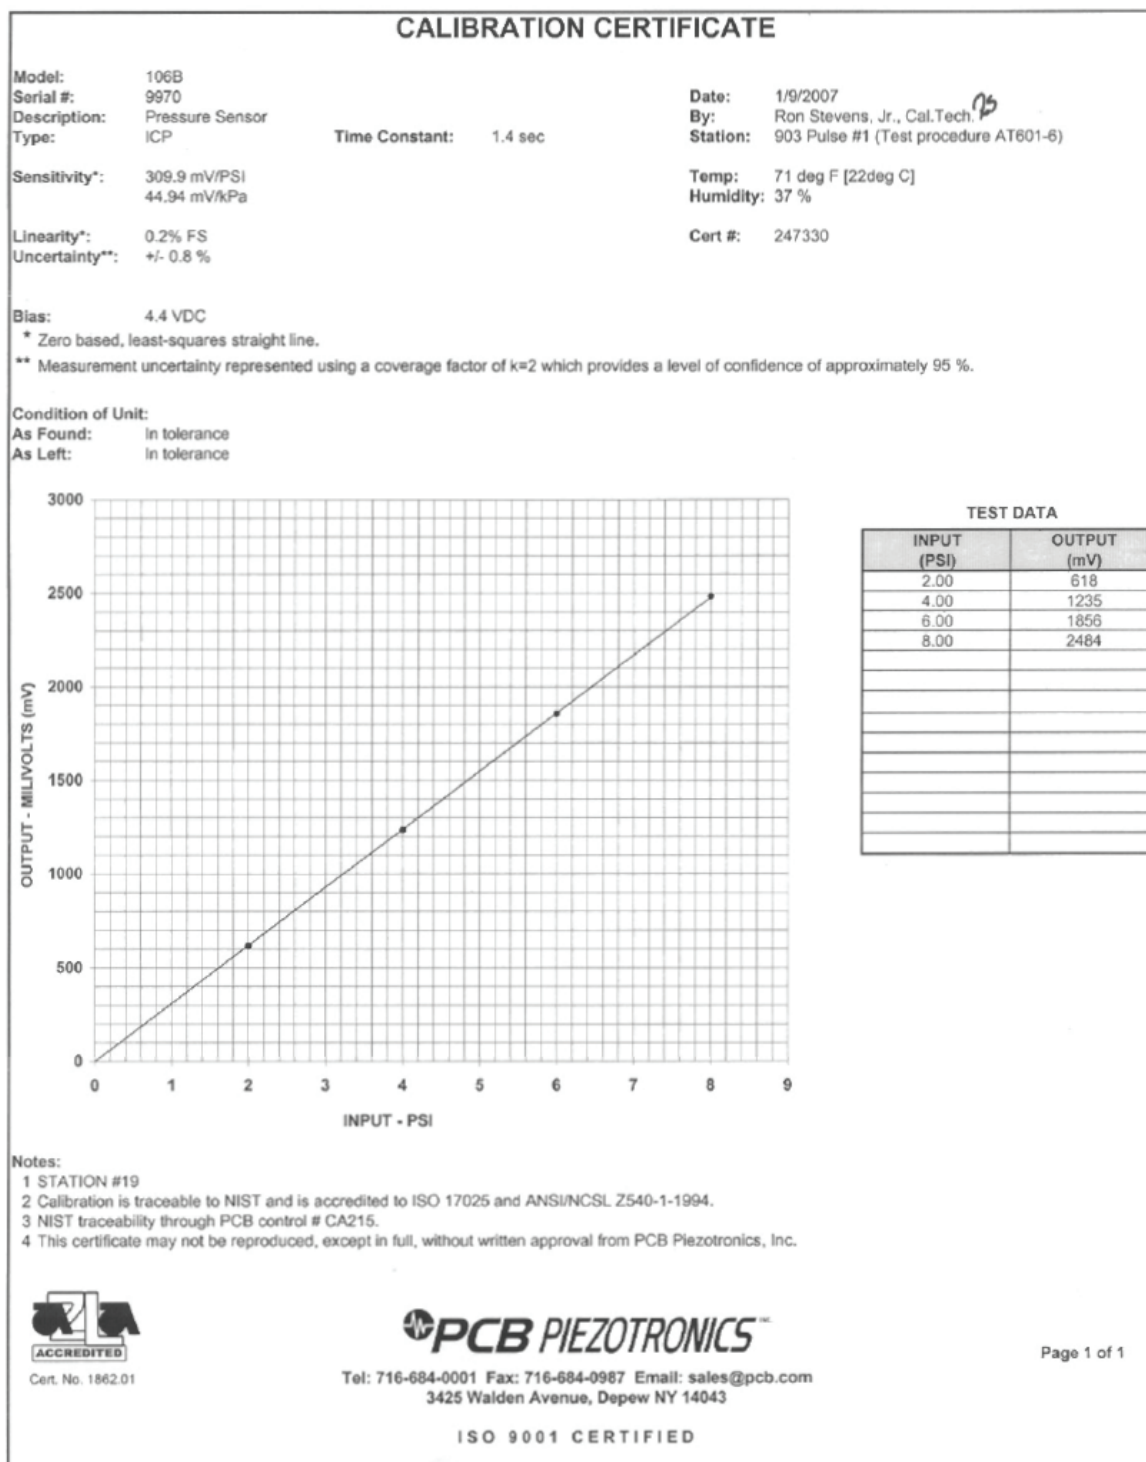 CALIBRATION CERTIFICATE
Model: 106B
Serial #: 9970
Description: Pressure Sensor
Type: ICP Time Constant: 1.4 sec
Date: 1/9/2007
By: Ron Stevens, Jr., Cal.Tech.
Station: 903 Pulse #1 (Test procedure AT601-6)
Sensitivity*: 309.9 mV/PSI
44.94 mV/kPa
Temp: 71 deg F [22deg C]
Humidity: 37 %
Linearity*: 0.2% FS
Uncertainty**: +/- 0.8 %
Cert #: 247330
Bias: 4.4 VDC
* Zero based, least-squares straight line.
** Measurement uncertainty represented using a coverage factor of k=2 which provides a level of confidence of approximately 95 %.
Condition of Unit:
As Found: In tolerance
As Left: In tolerance
3000
2500
2000
1500
1000
500
0
OUTPUT - MILIVOLTS (mV)
0 1 2 3 4 5 6 7 8 9
INPUT - PSI
TEST DATA
INPUT (PSI) OUTPUT (mV)
2.00 618
4.00 1235
6.00 1856
8.00 2484
Notes:
1 STATION #19
2 Calibration is traceable to NIST and is accredited to ISO 17025 and ANSI/NCSL Z540-1-1994.
3 NIST traceability through PCB control # CA215.
4 This certificate may not be reproduced, except in full, without written approval from PCB Piezotronics, Inc.
A2LA
ACCREDITED
Cert. No. 1862.01
PCB PIEZOTRONICS INC.
Tel: 716-684-0001 Fax: 716-684-0987 Email: sales@pcb.com
3425 Walden Avenue, Depew NY 14043
ISO 9001 CERTIFIED
Page 1 of 1